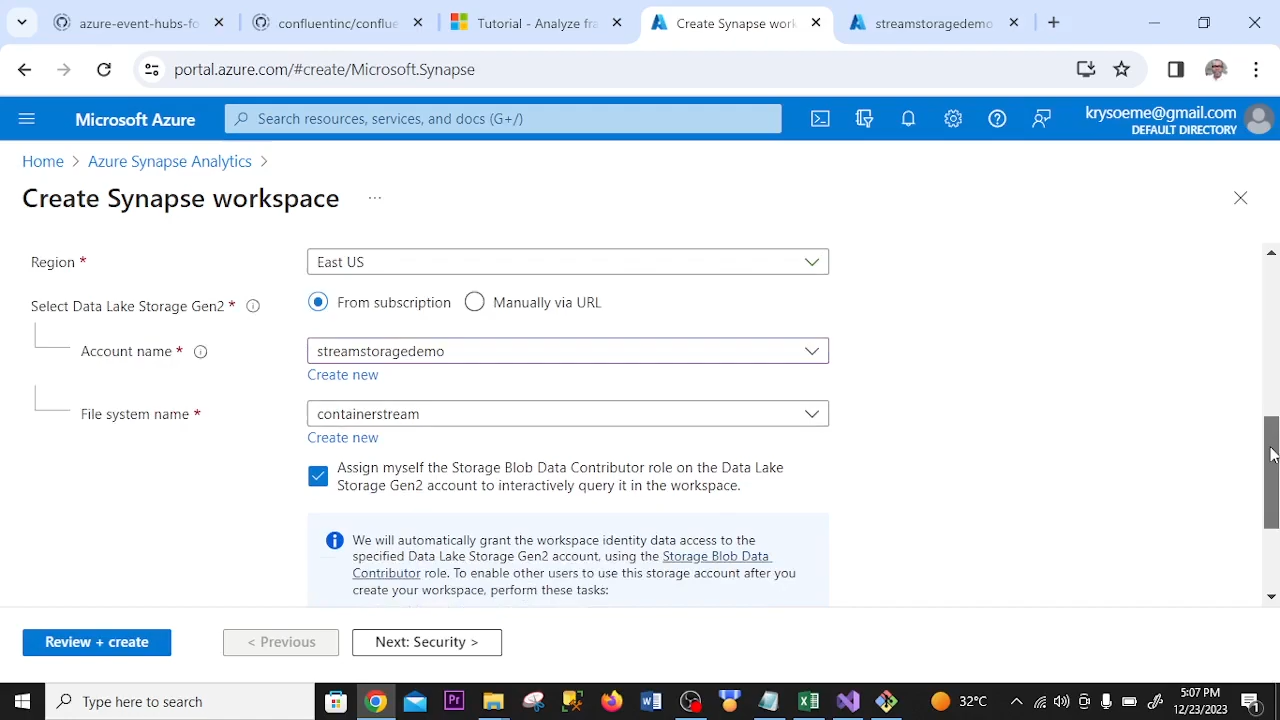 azure-event-hubs-fo
confluentinc/conflue
Tutorial - Analyze fra
Create Synapse work
streamstoragedemo
portal.azure.com/#create/Microsoft.Synapse
Microsoft Azure
Search resources, services, and docs (G+/)
krysoeme@gmail.com
DEFAULT DIRECTORY
Home > Azure Synapse Analytics >
Create Synapse workspace ...
Region *
East US
Select Data Lake Storage Gen2 *
From subscription
Manually via URL
Account name *
streamstoragedemo
Create new
File system name *
containerstream
Create new
Assign myself the Storage Blob Data Contributor role on the Data Lake
Storage Gen2 account to interactively query it in the workspace.
We will automatically grant the workspace identity data access to the
specified Data Lake Storage Gen2 account, using the Storage Blob Data
Contributor role. To enable other users to use this storage account after you
create your workspace, perform these tasks:
Review + create
< Previous
Next: Security >
Type here to search
Pr
32°C
5:07 PM
12/23/2023
1